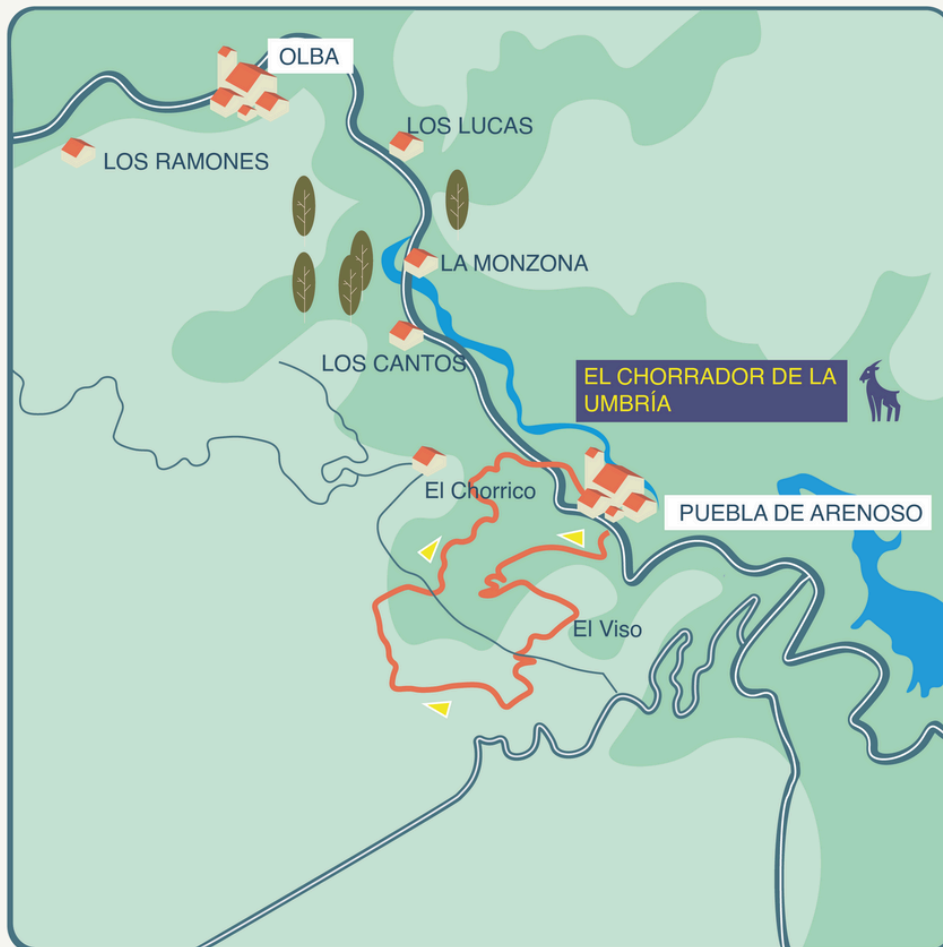 OLBA
LOS LUCAS
LOS RAMONES
LA MONZONA
LOS CANTOS
EL CHORRADOR DE LA
UMBRÍA
El Chorrico
PUEBLA DE ARENOSO
El Viso